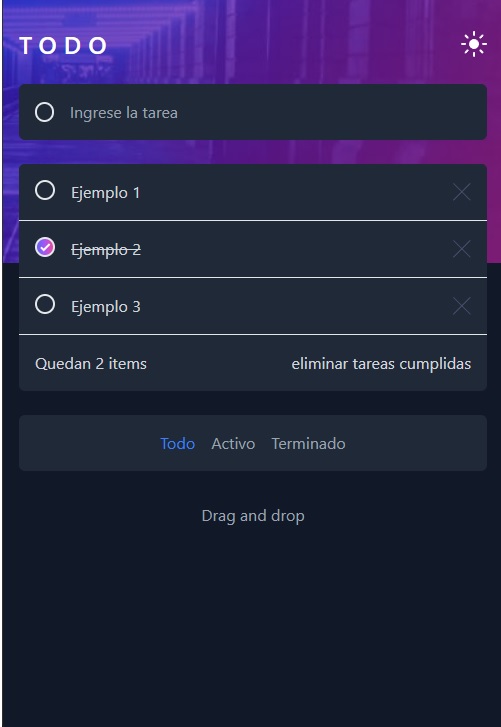 TODO
Ingrese la tarea
Ejemplo 1
Ejemplo 2
Ejemplo 3
Quedan 2 items eliminar tareas cumplidas
Todo Activo Terminado
Drag and drop